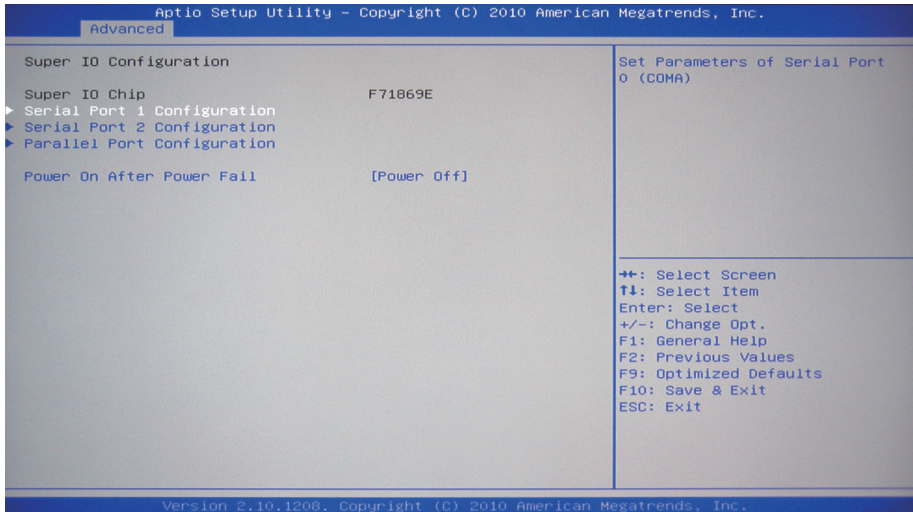 Aptio Setup Utility – Copyright (C) 2010 American Megatrends, Inc.
Advanced
Super IO Configuration
Super IO Chip F71869E
▶ Serial Port 1 Configuration
▶ Serial Port 2 Configuration
▶ Parallel Port Configuration
Power On After Power Fail [Power Off]
Set Parameters of Serial Port
0 (COMA)
→←: Select Screen
↑↓: Select Item
Enter: Select
+/-: Change Opt.
F1: General Help
F2: Previous Values
F9: Optimized Defaults
F10: Save & Exit
ESC: Exit
Version 2.10.1208. Copyright (C) 2010 American Megatrends, Inc.